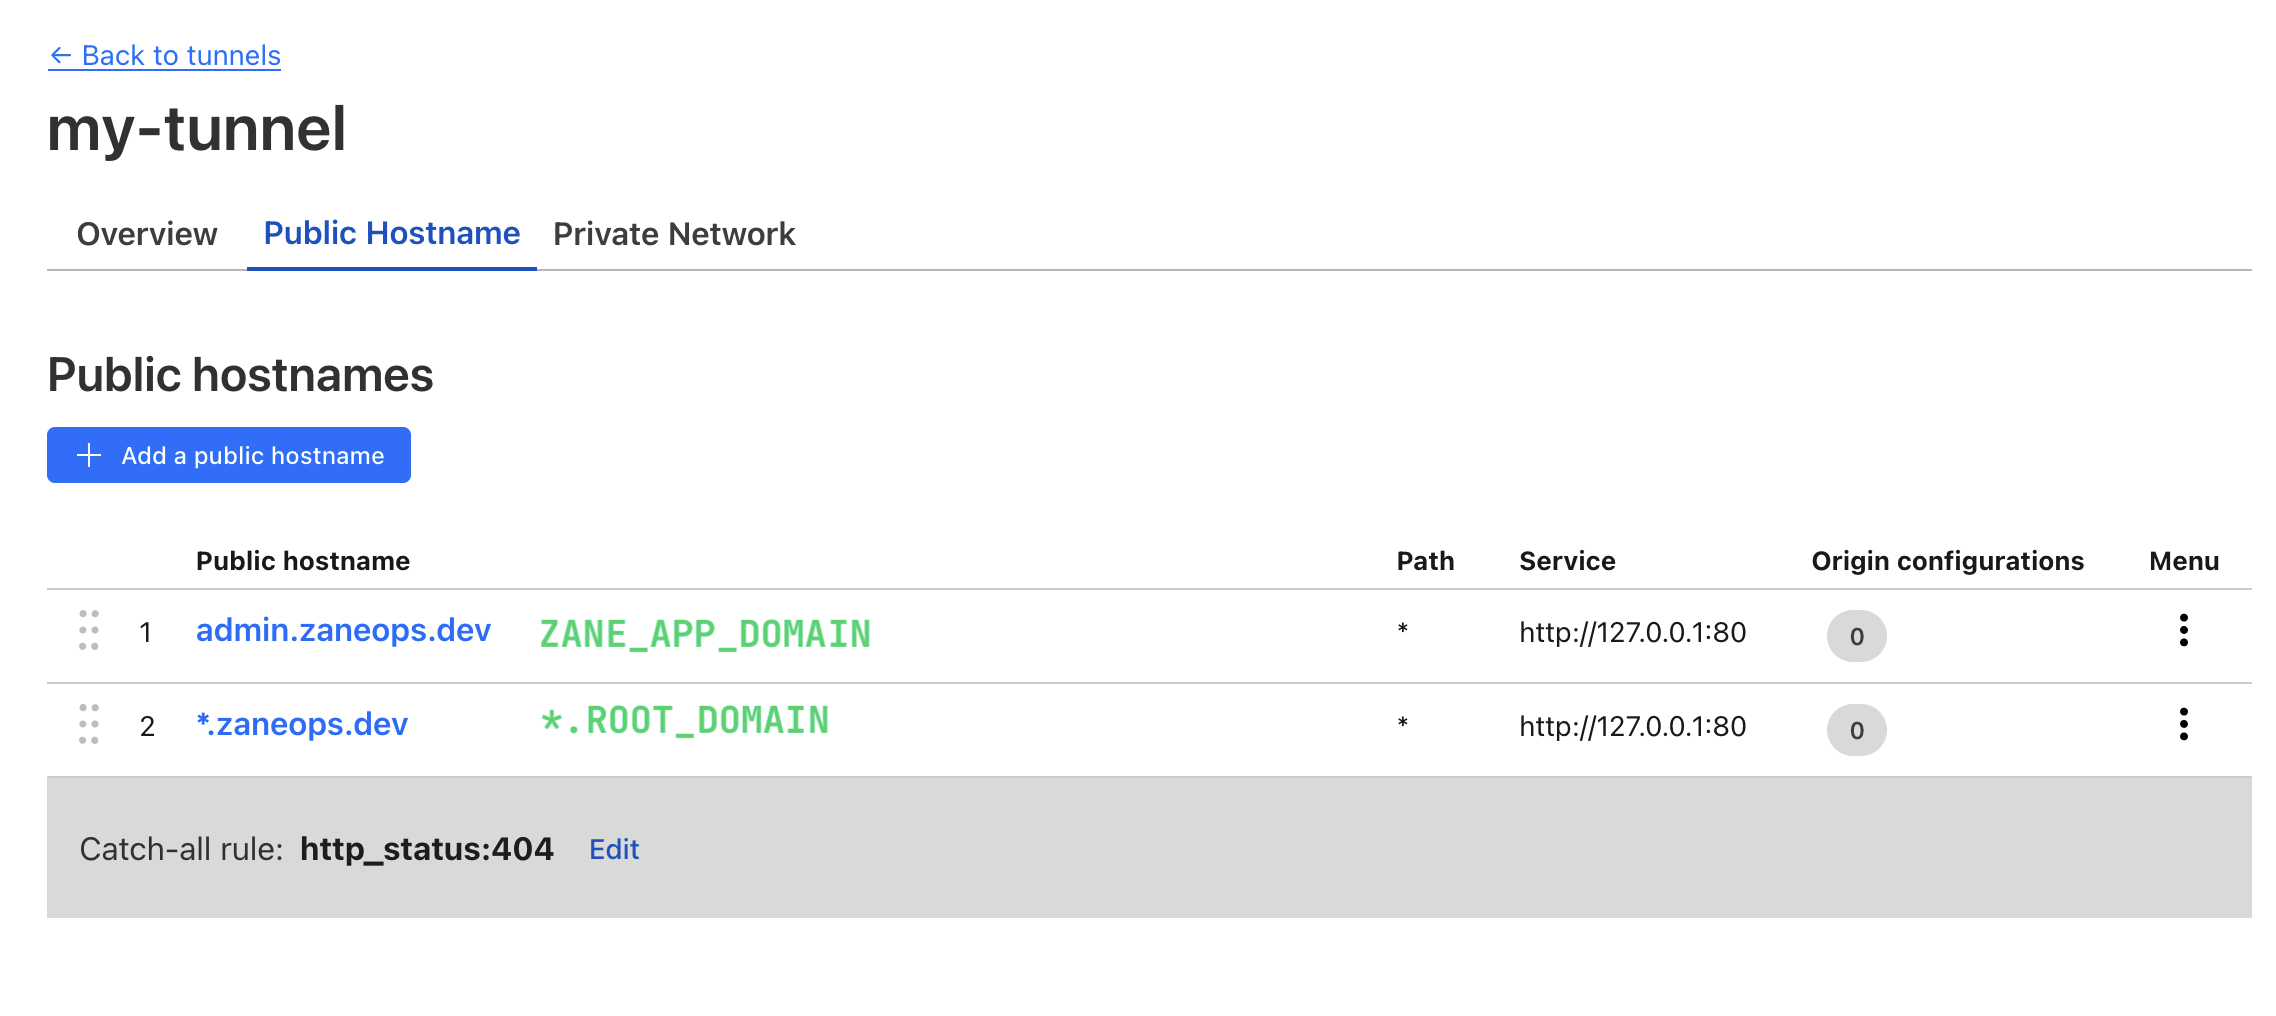 ← Back to tunnels
my-tunnel
Overview Public Hostname Private Network
Public hostnames
+ Add a public hostname
Public hostname Path Service Origin configurations Menu
1 admin.zaneops.dev ZANE_APP_DOMAIN * http://127.0.0.1:80 0
2 *.zaneops.dev *.ROOT_DOMAIN * http://127.0.0.1:80 0
Catch-all rule: http_status:404 Edit